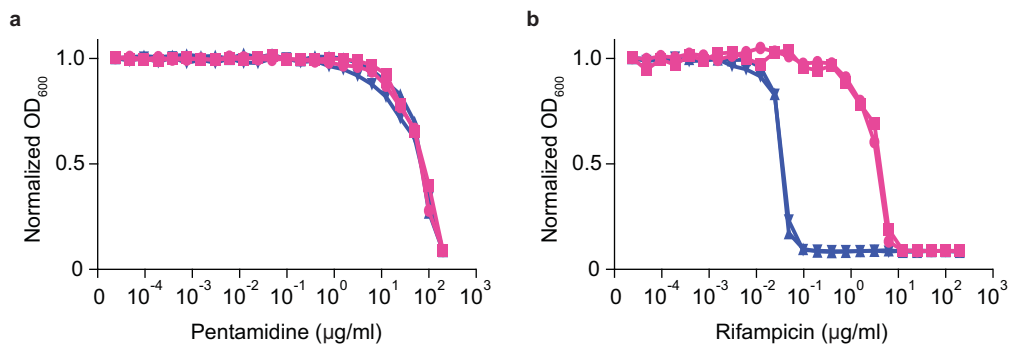 a
1.0
0.5
0
Normalized OD600
0 10-4 10-3 10-2 10-1 100 101 102 103
Pentamidine (µg/ml)
b
1.0
0.5
0
Normalized OD600
0 10-4 10-3 10-2 10-1 100 101 102 103
Rifampicin (µg/ml)